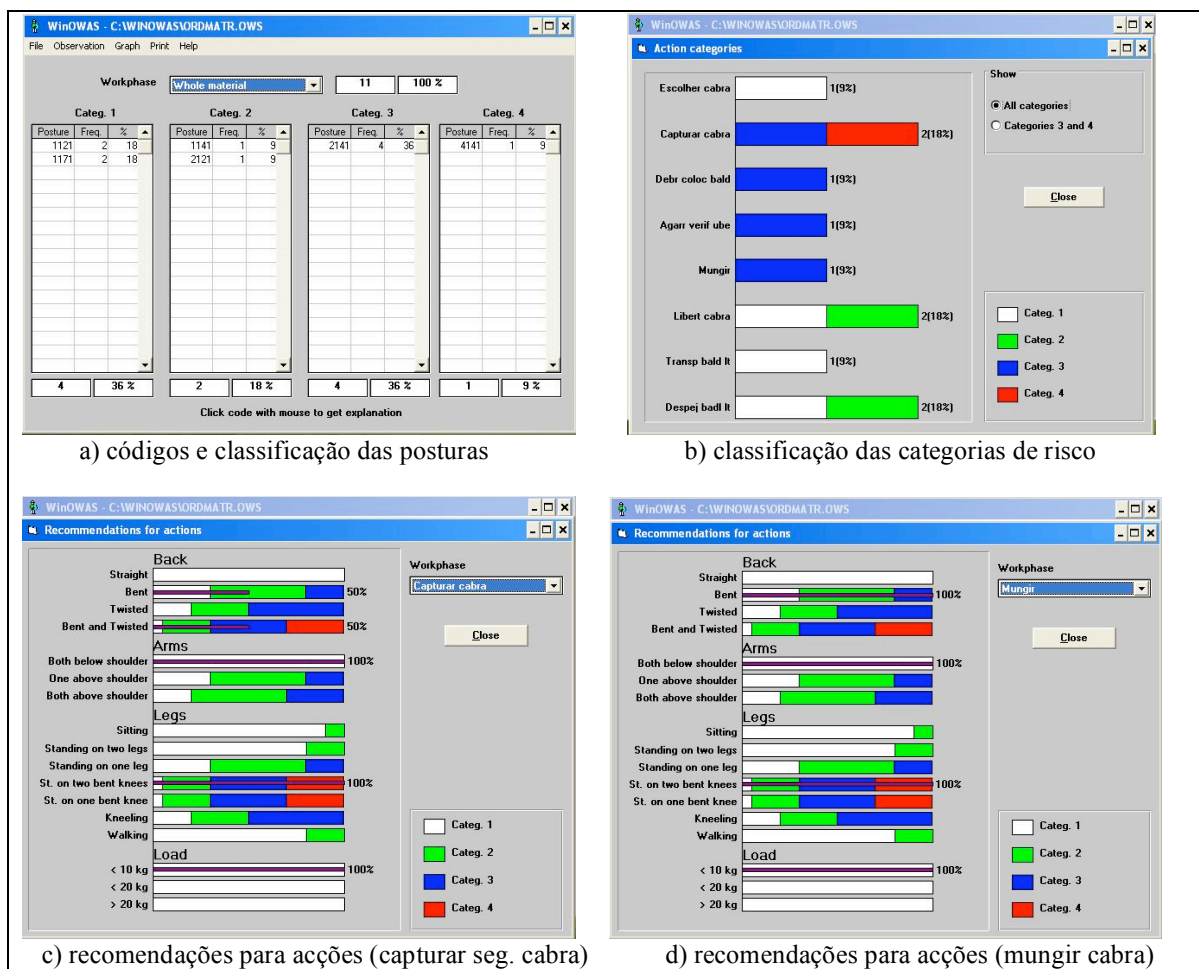 WinOWAS - C:\WINOWAS\ORDMATR.OWS
File Observation Graph Print Help
Workphase Whole material 11 100 %
Categ. 1 Categ. 2 Categ. 3 Categ. 4
Posture Freq. % Posture Freq. % Posture Freq. % Posture Freq. %
1121 2 18 1141 1 9 2141 4 36 4141 1 9
1171 2 18 2121 1 9
4 36 % 2 18 % 4 36 % 1 9 %
Click code with mouse to get explanation
a) códigos e classificação das posturas
WinOWAS - C:\WINOWAS\ORDMATR.OWS
Action categories
Escolher cabra 1(9%)
Capturar cabra 2(18%)
Debr coloc bald 1(9%)
Agarr verif ube 1(9%)
Mungir 1(9%)
Libert cabra 2(18%)
Transp bald lt 1(9%)
Despej badl lt 2(18%)
Show
All categories
Categories 3 and 4
Close
Categ. 1
Categ. 2
Categ. 3
Categ. 4
b) classificação das categorias de risco
WinOWAS - C:\WINOWAS\ORDMATR.OWS
Recommendations for actions
Back
Straight
Bent 50%
Twisted
Bent and Twisted 50%
Arms
Both below shoulder 100%
One above shoulder
Both above shoulder
Legs
Sitting
Standing on two legs
Standing on one leg
St. on two bent knees 100%
St. on one bent knee
Kneeling
Walking
Load
< 10 kg 100%
< 20 kg
> 20 kg
Workphase
Capturar cabra
Close
Categ. 1
Categ. 2
Categ. 3
Categ. 4
c) recomendações para acções (capturar seg. cabra)
WinOWAS - C:\WINOWAS\ORDMATR.OWS
Recommendations for actions
Back
Straight
Bent 100%
Twisted
Bent and Twisted
Arms
Both below shoulder 100%
One above shoulder
Both above shoulder
Legs
Sitting
Standing on two legs
Standing on one leg
St. on two bent knees 100%
St. on one bent knee
Kneeling
Walking
Load
< 10 kg 100%
< 20 kg
> 20 kg
Workphase
Mungir
Close
Categ. 1
Categ. 2
Categ. 3
Categ. 4
d) recomendações para acções (mungir cabra)